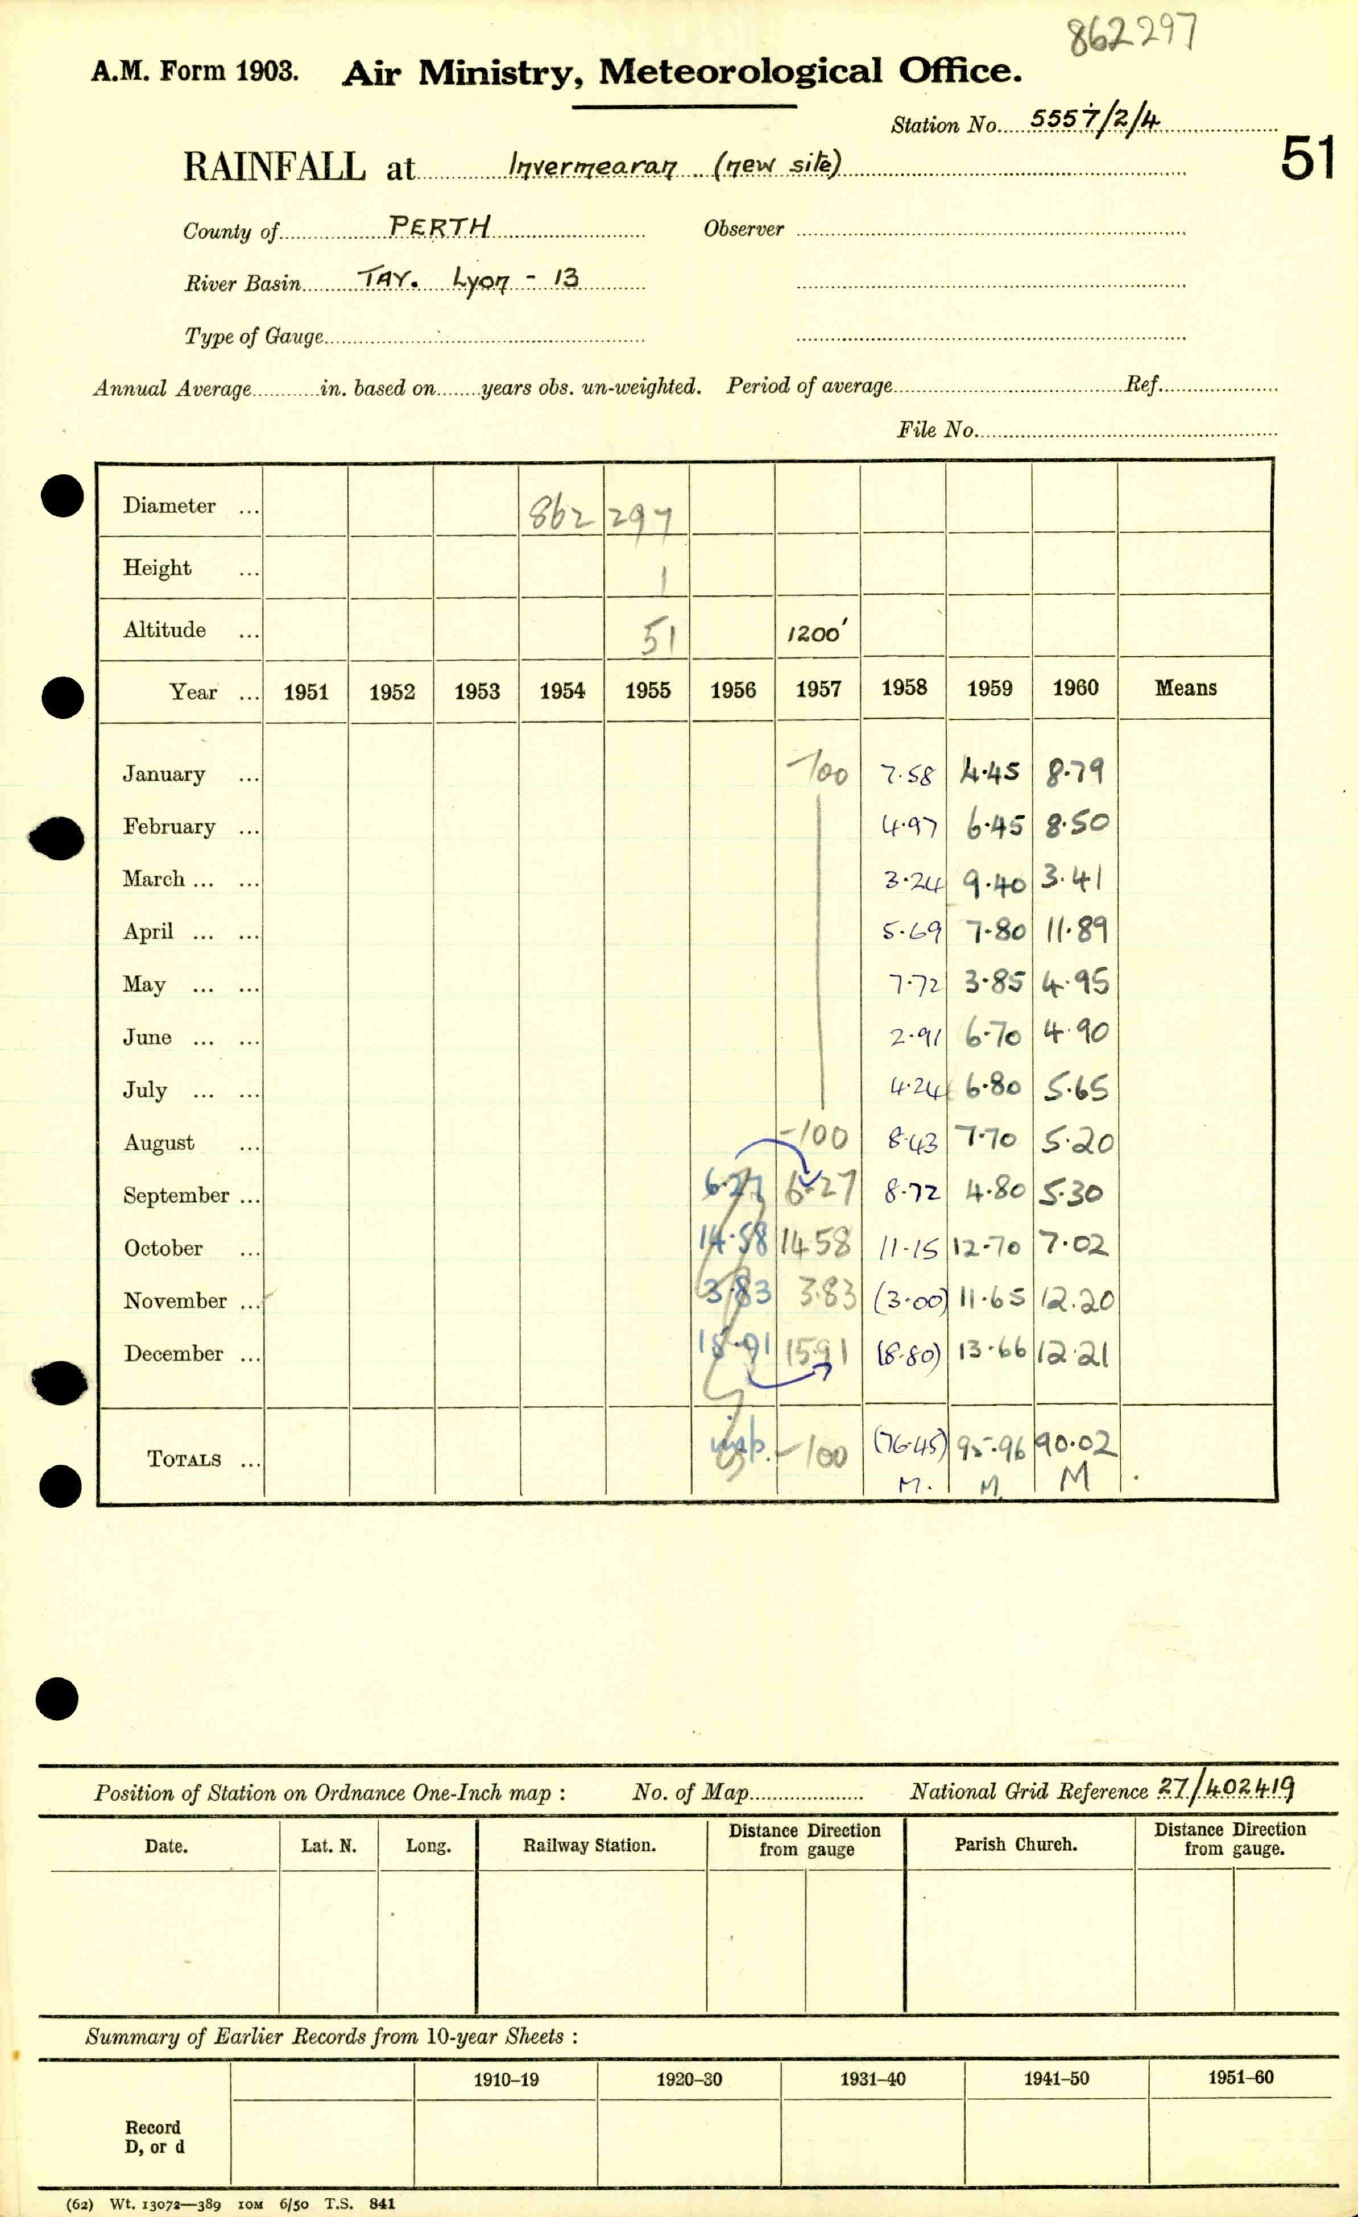 862297
A.M. Form 1903. Air Ministry, Meteorological Office.
Station No. 5557/2/4
51
RAINFALL at Invermearan (new site)
County of PERTH Observer
River Basin TAY. Lyon - 13
Type of Gauge
Annual Average in. based on years obs. un-weighted. Period of average Ref.
File No.
Diameter ... 862 297
Height ... 1
Altitude ... 51 1200'
Year ... 1951 1952 1953 1954 1955 1956 1957 1958 1959 1960 Means
January ... -100 7.58 4.45 8.79
February ... 4.97 6.45 8.50
March ... ... 3.24 9.40 3.41
April ... ... 5.69 7.80 11.89
May ... ... 7.72 3.85 4.95
June ... ... 2.91 6.70 4.90
July ... ... 4.24 6.80 5.65
August ... -100 8.43 7.70 5.20
September ... 6.27 6.27 8.72 4.80 5.30
October ... 14.58 14.58 11.15 12.70 7.02
November ... 3.83 3.83 (3.00) 11.65 12.20
December ... 15.91 15.91 (8.80) 13.66 12.21
TOTALS ... -100 (76.45) 95.96 90.02
M. M. M
Position of Station on Ordnance One-Inch map : No. of Map National Grid Reference 27/402419
Date. Lat. N. Long. Railway Station. Distance Direction from gauge Parish Church. Distance Direction from gauge.
Summary of Earlier Records from 10-year Sheets :
1910–19 1920–30 1931–40 1941–50 1951–60
Record
D, or d
(62) Wt. 13072—389 10M 6/50 T.S. 841